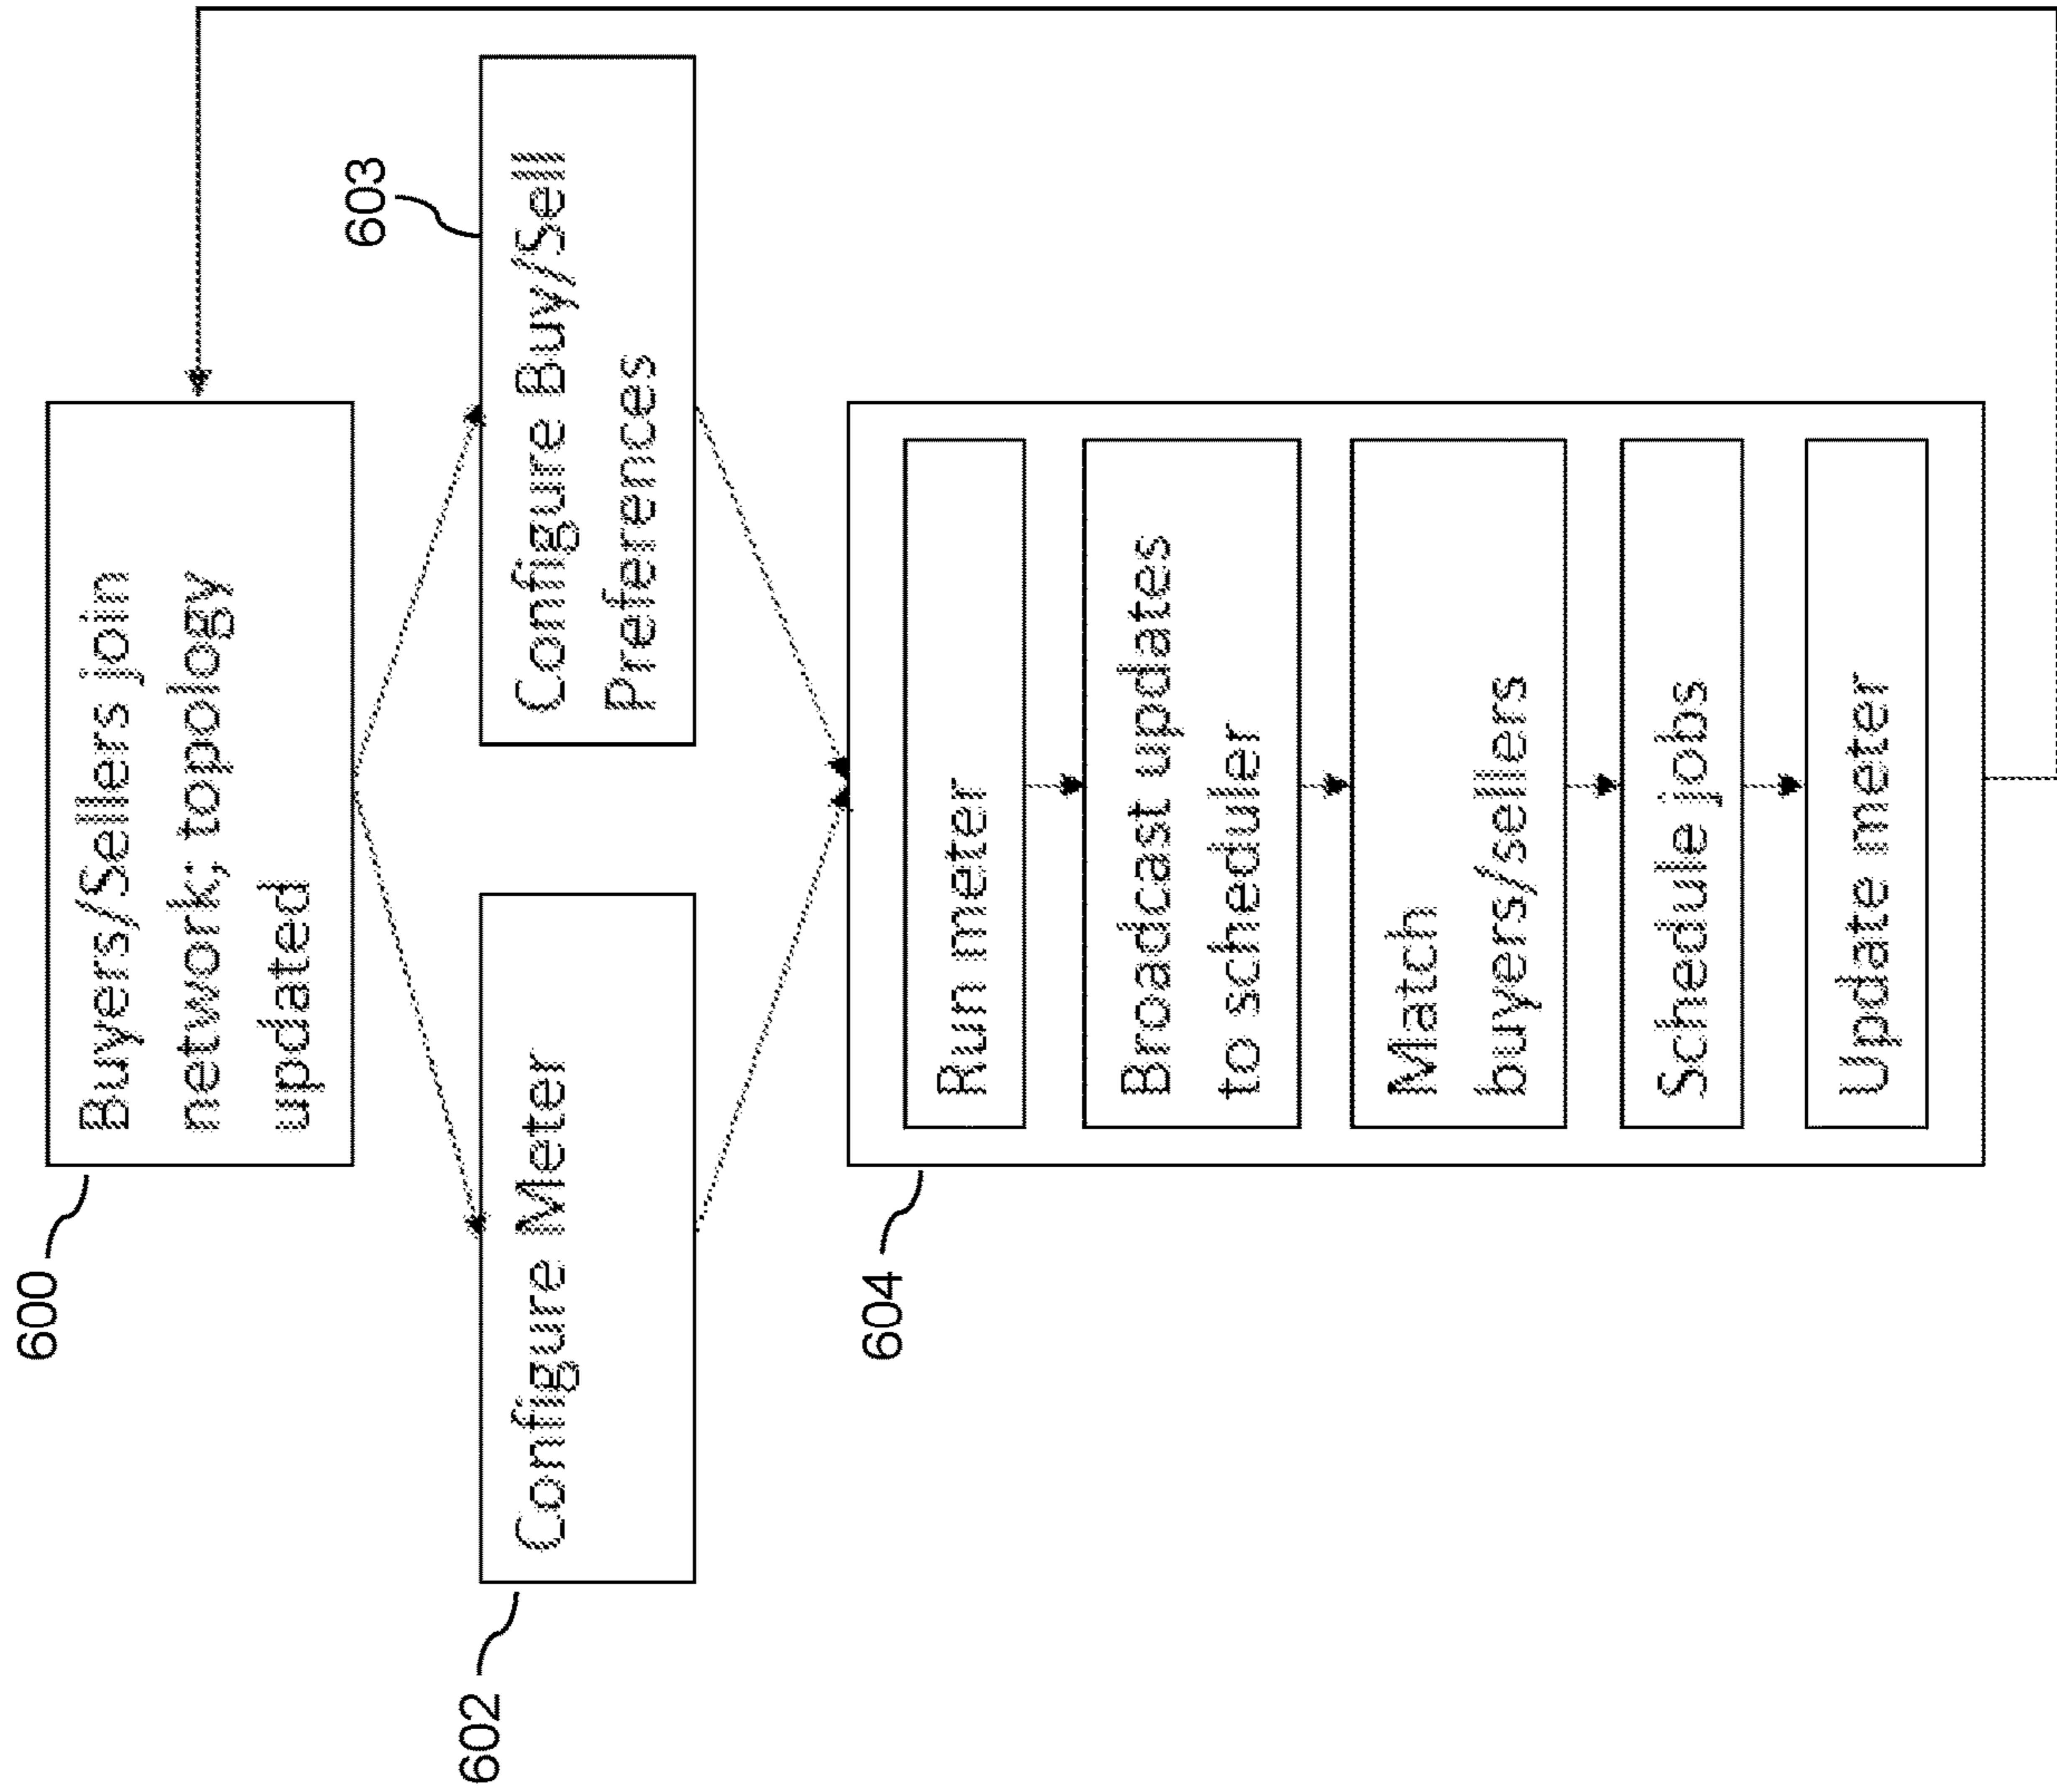 600
Buyers/Sellers join
network; topology
updated
602
Configure Meter
603
Configure Buy/Sell
Preferences
604
Run meter
Broadcast updates
to scheduler
Match
buyers/sellers
Schedule jobs
Update meter